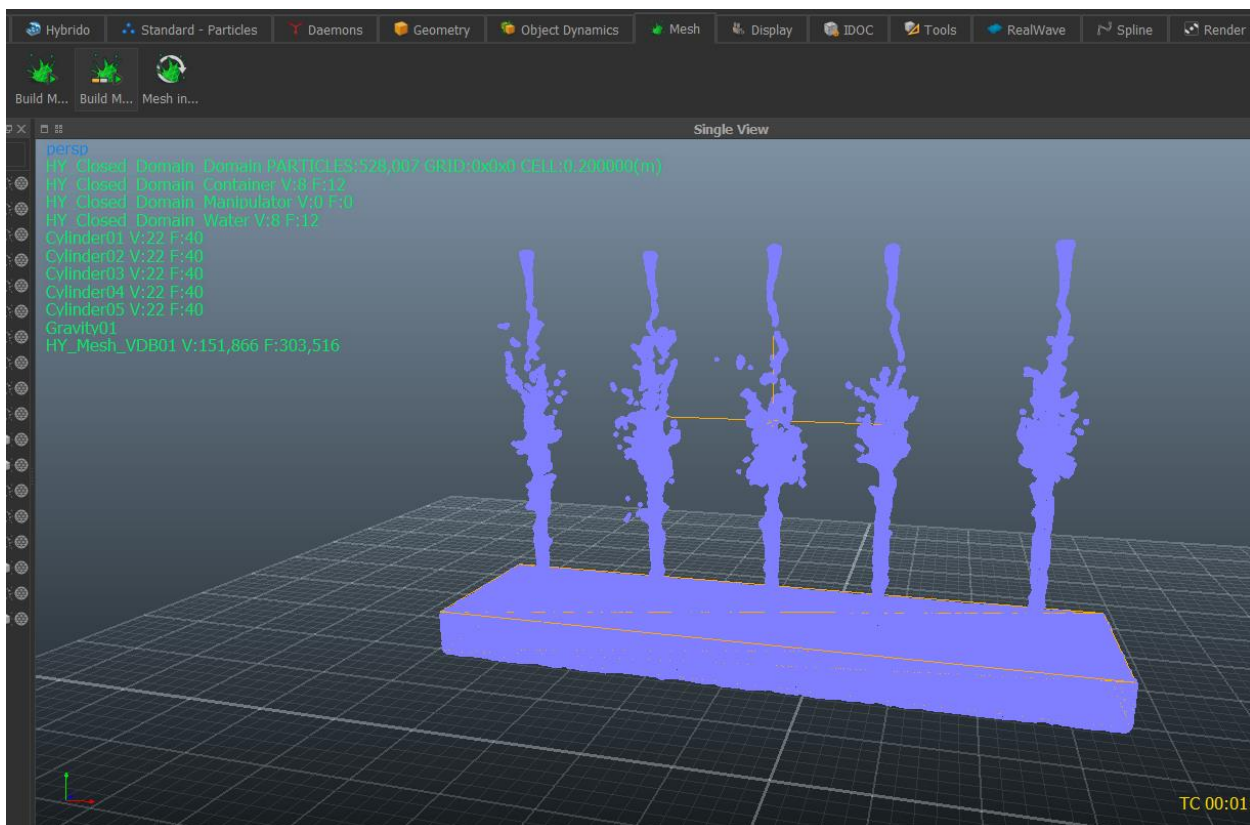 Hybrido Standard - Particles Daemons Geometry Object Dynamics Mesh Display IDOC Tools RealWave Spline Render
Build M... Build M... Mesh in...
Single View
persp
HY_Closed_Domain_Domain PARTICLES:528,007 GRID:0x0x0 CELL:0.200000(m)
HY_Closed_Domain_Container V:8 F:12
HY_Closed_Domain_Manipulator V:0 F:0
HY_Closed_Domain_Water V:8 F:12
Cylinder01 V:22 F:40
Cylinder02 V:22 F:40
Cylinder03 V:22 F:40
Cylinder04 V:22 F:40
Cylinder05 V:22 F:40
Gravity01
HY_Mesh_VDB01 V:151,866 F:303,516
TC 00:01